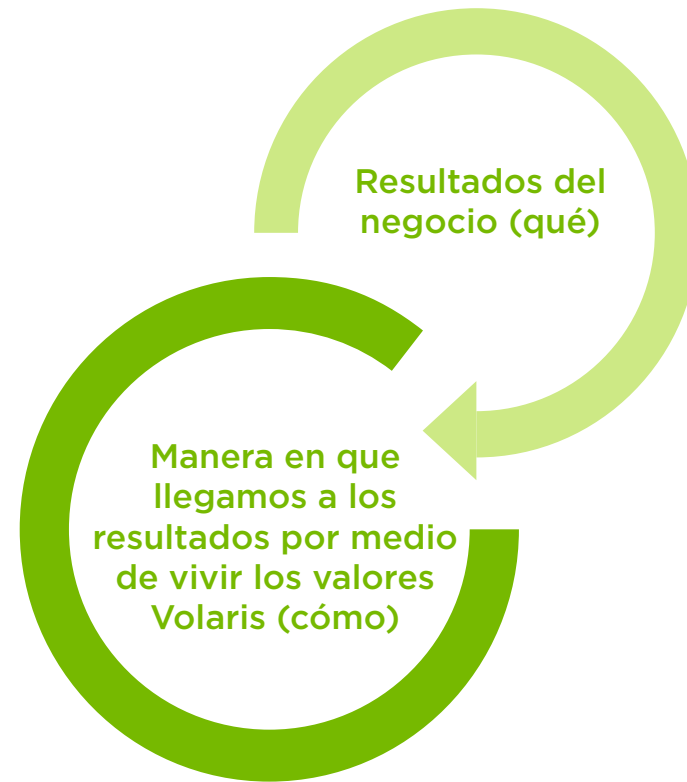 Resultados del
negocio (qué)
Manera en que
llegamos a los
resultados por medio
de vivir los valores
Volaris (cómo)